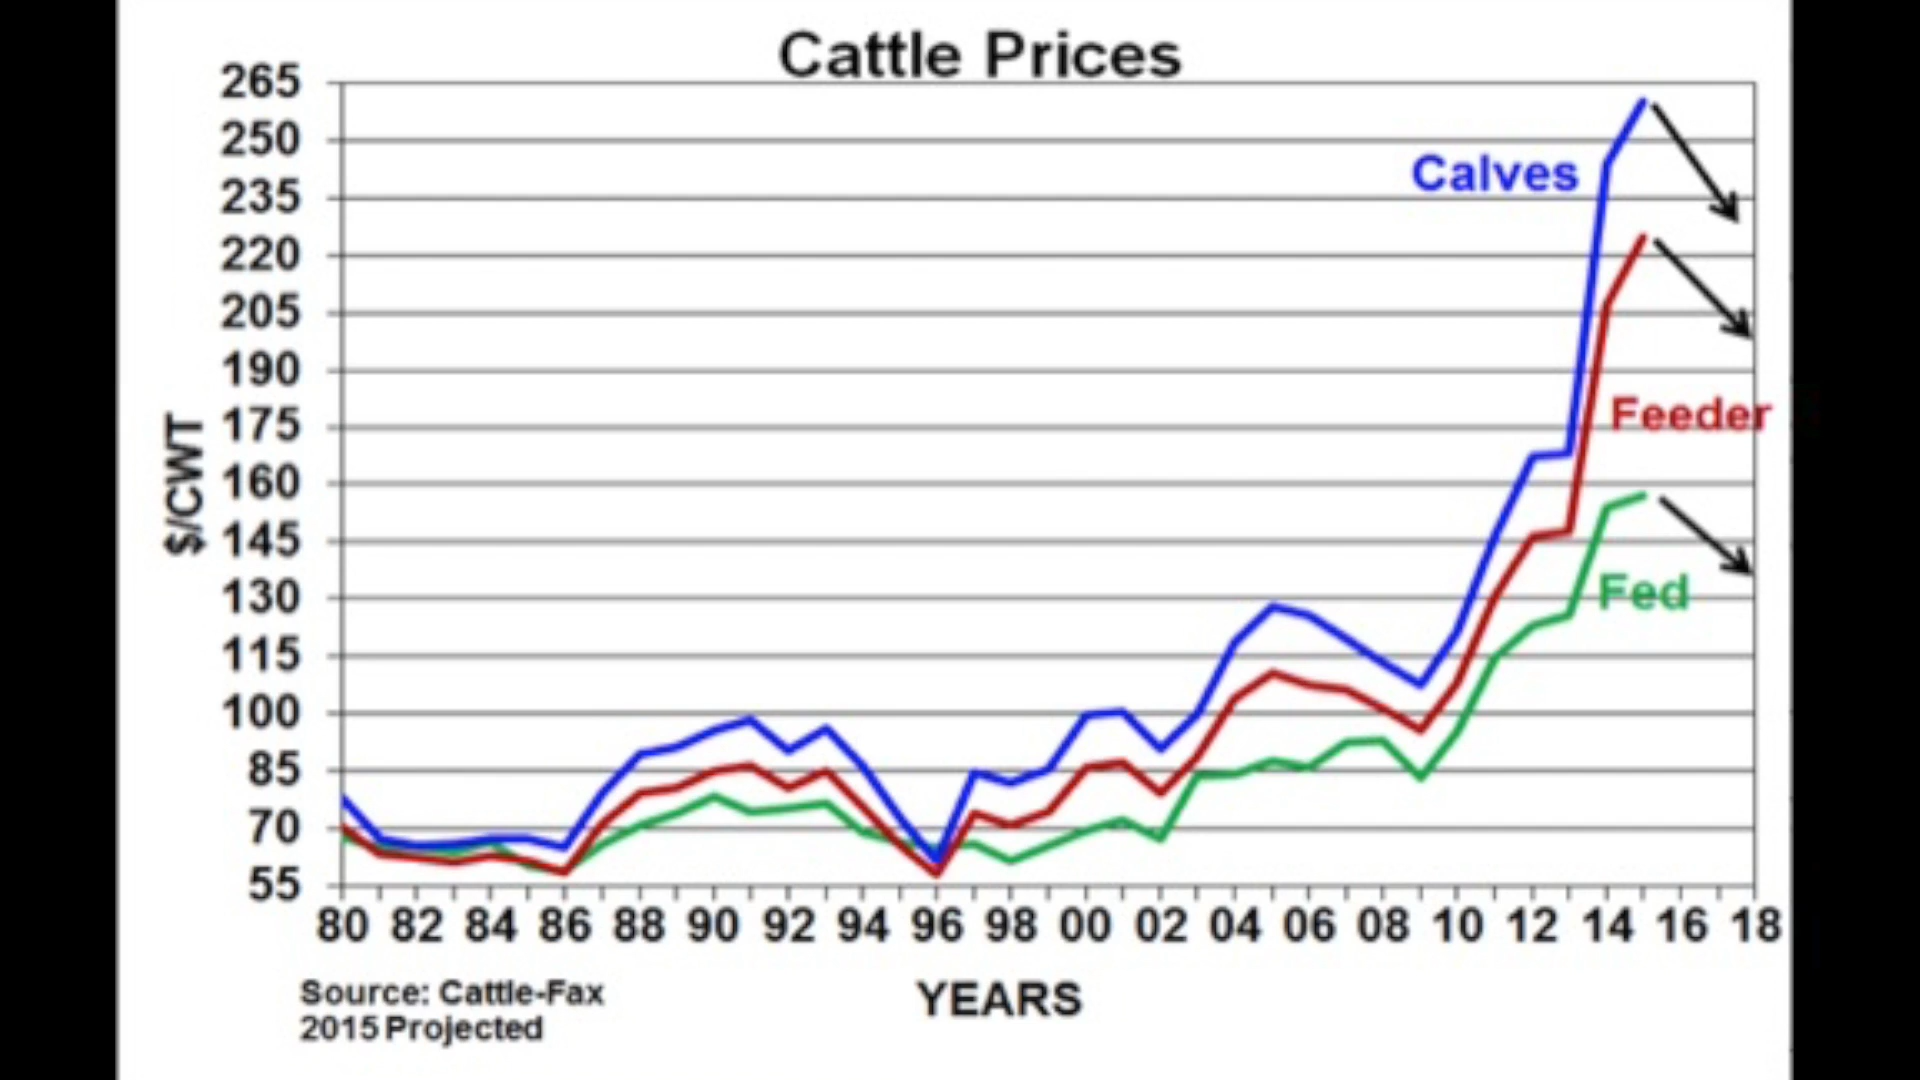 Cattle Prices
265
250
235
220
205
190
175
160
145
130
115
100
85
70
55
$/CWT
Calves
Feeder
Fed
80 82 84 86 88 90 92 94 96 98 00 02 04 06 08 10 12 14 16 18
YEARS
Source: Cattle-Fax
2015 Projected